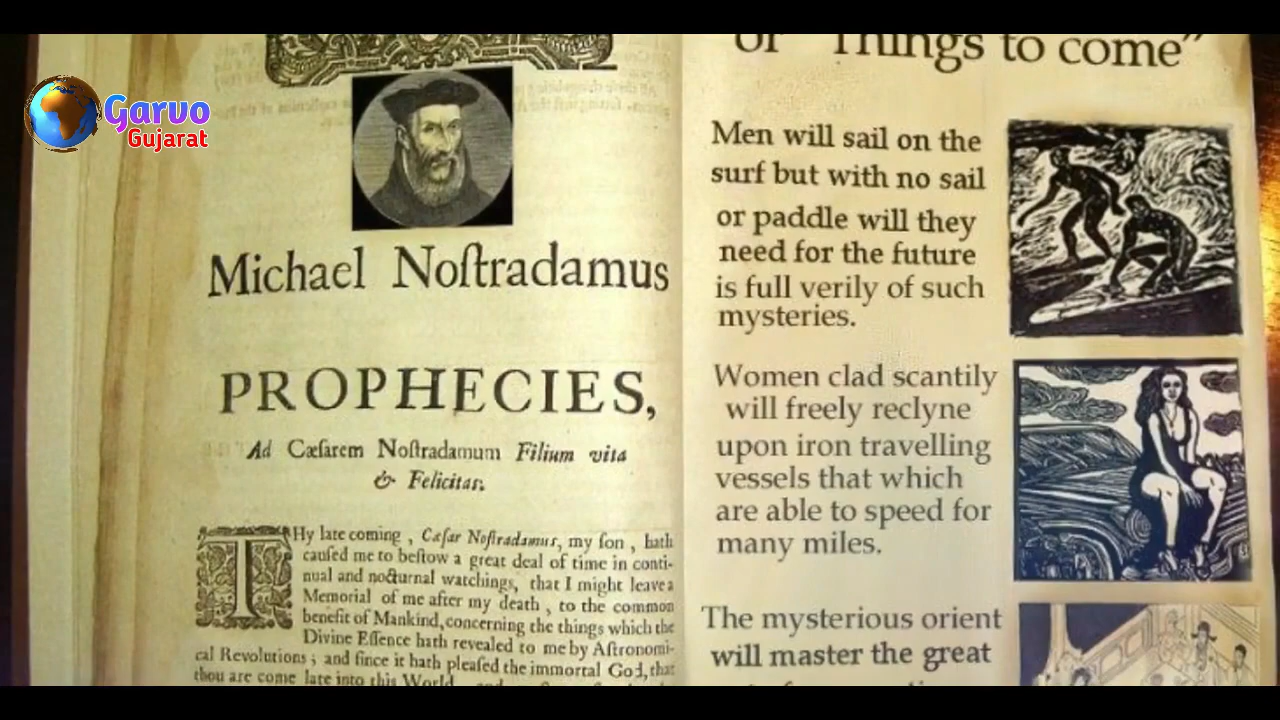 Garvo
Gujarat
Michael Noſtradamus
PROPHECIES,
Ad Cæſarem Noſtradamum Filium vita
& Felicitas.
THy late coming, Cæſar Noſtradamus, my ſon, hath
cauſed me to beſtow a great deal of time in conti-
nual and nocturnal watchings, that I might leave a
Memorial of me after my death, to the common
benefit of Mankind, concerning the things which the
Divine Eſſence hath revealed to me by Aſtronomi-
cal Revolutions; and ſince it hath pleaſed the immortal God, that
thou are come late into this World,
or "Things to come"
Men will sail on the
surf but with no sail
or paddle will they
need for the future
is full verily of such
mysteries.
Women clad scantily
will freely reclyne
upon iron travelling
vessels that which
are able to speed for
many miles.
The mysterious orient
will master the great